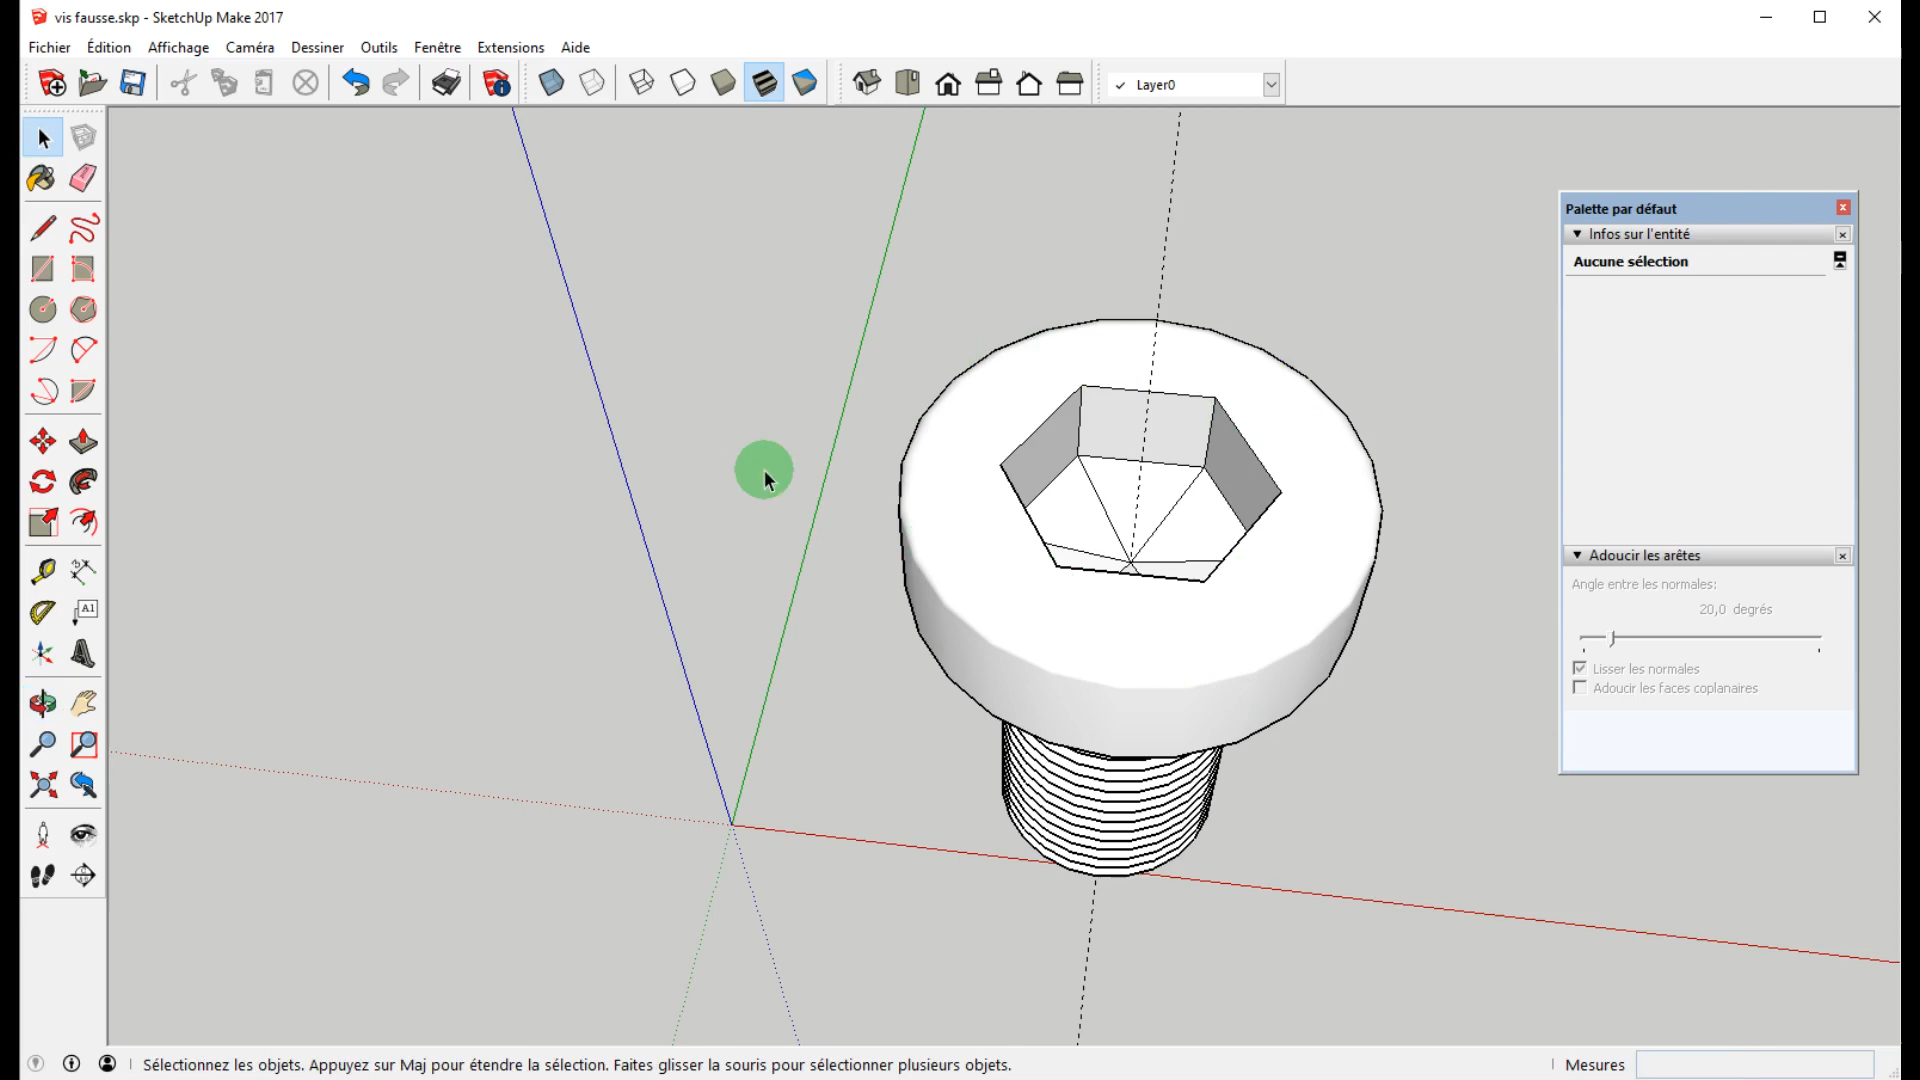 vis fausse.skp - SketchUp Make 2017
Fichier Édition Affichage Caméra Dessiner Outils Fenêtre Extensions Aide
✓ Layer0
Palette par défaut
Infos sur l'entité
Aucune sélection
A1
Adoucir les arêtes
Angle entre les normales:
20,0 degrés
Lisser les normales
Adoucir les faces coplanaires
Sélectionnez les objets. Appuyez sur Maj pour étendre la sélection. Faites glisser la souris pour sélectionner plusieurs objets.
Mesures